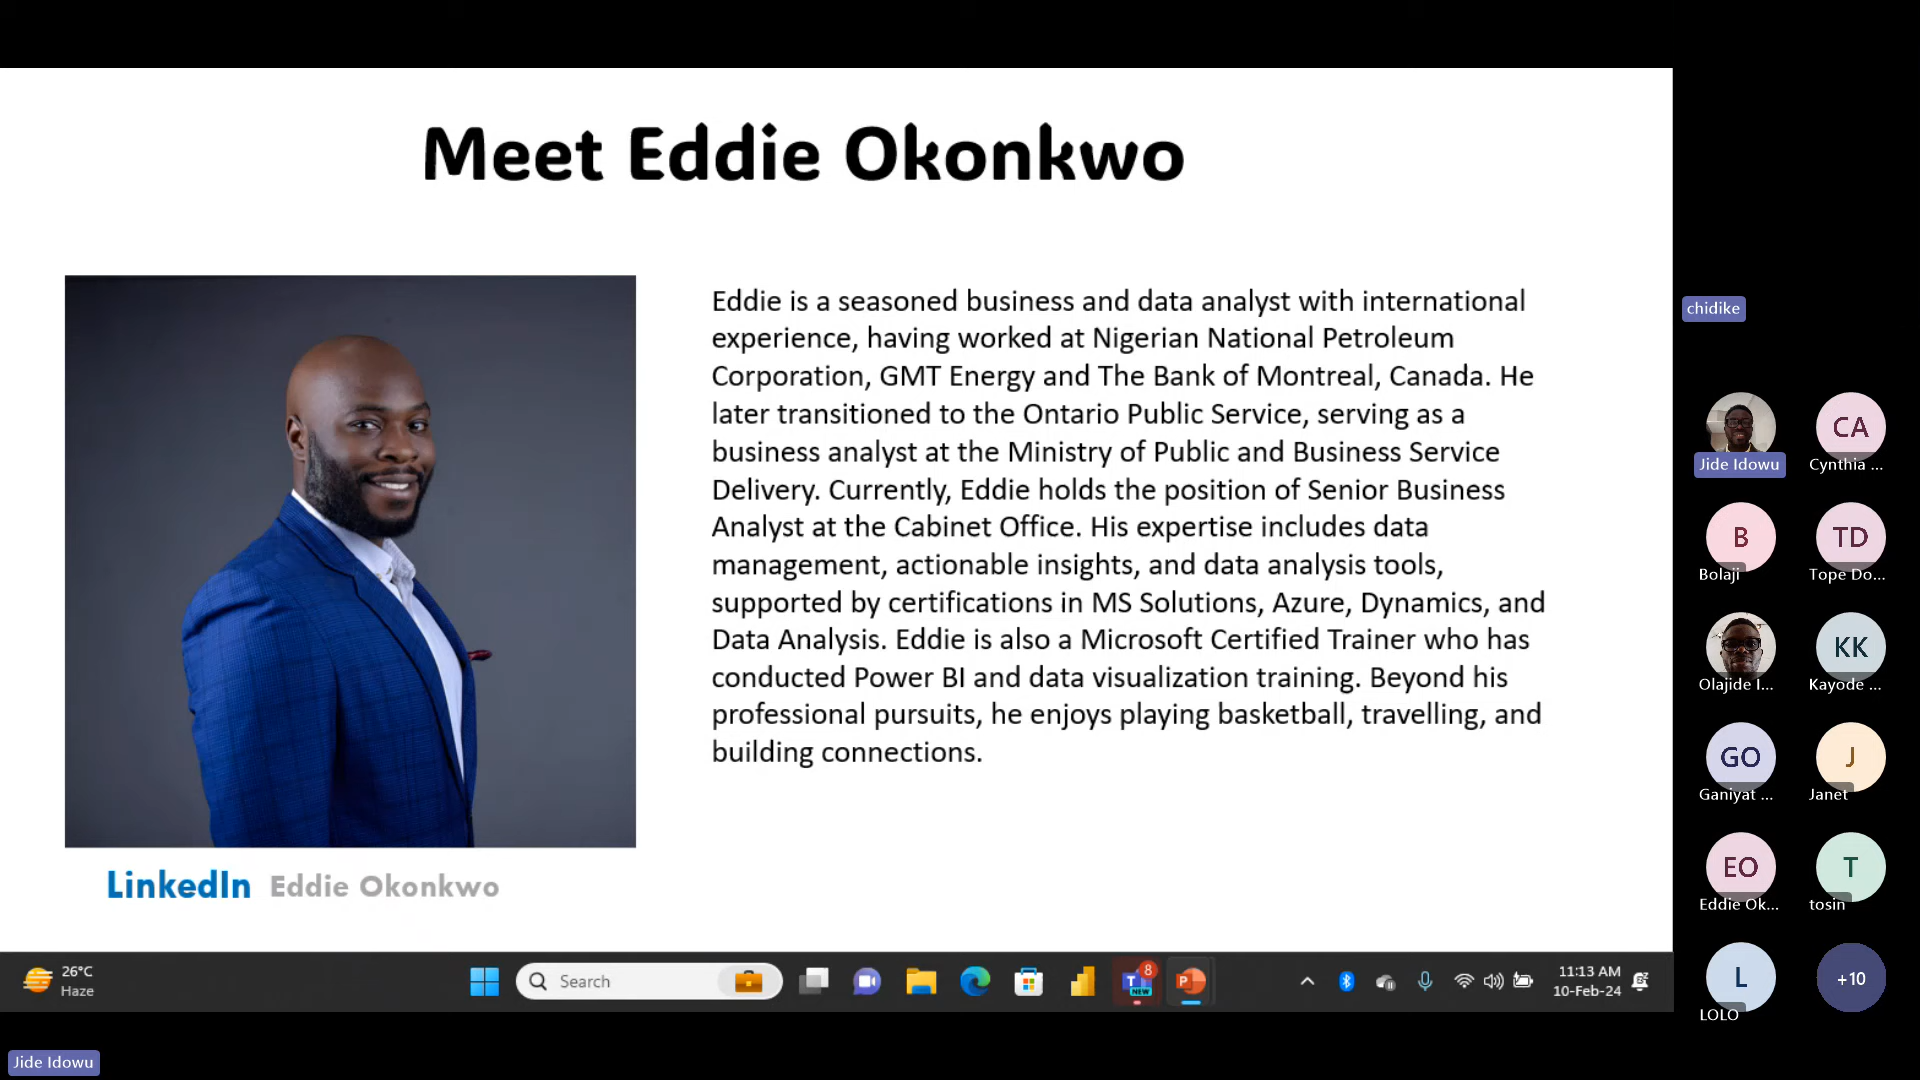 Meet Eddie Okonkwo
Eddie is a seasoned business and data analyst with international
experience, having worked at Nigerian National Petroleum
Corporation, GMT Energy and The Bank of Montreal, Canada. He
later transitioned to the Ontario Public Service, serving as a
business analyst at the Ministry of Public and Business Service
Delivery. Currently, Eddie holds the position of Senior Business
Analyst at the Cabinet Office. His expertise includes data
management, actionable insights, and data analysis tools,
supported by certifications in MS Solutions, Azure, Dynamics, and
Data Analysis. Eddie is also a Microsoft Certified Trainer who has
conducted Power BI and data visualization training. Beyond his
professional pursuits, he enjoys playing basketball, travelling, and
building connections.
LinkedIn Eddie Okonkwo
chidike
Jide Idowu
CA
Cynthia ...
B
Bolaji
TD
Tope Do...
Olajide I...
KK
Kayode ...
GO
Ganiyat ...
J
Janet
EO
Eddie Ok...
T
tosin
L
LOLO
+10
26°C
Haze
Search
T
NEW
8
P
11:13 AM
10-Feb-24
Jide Idowu